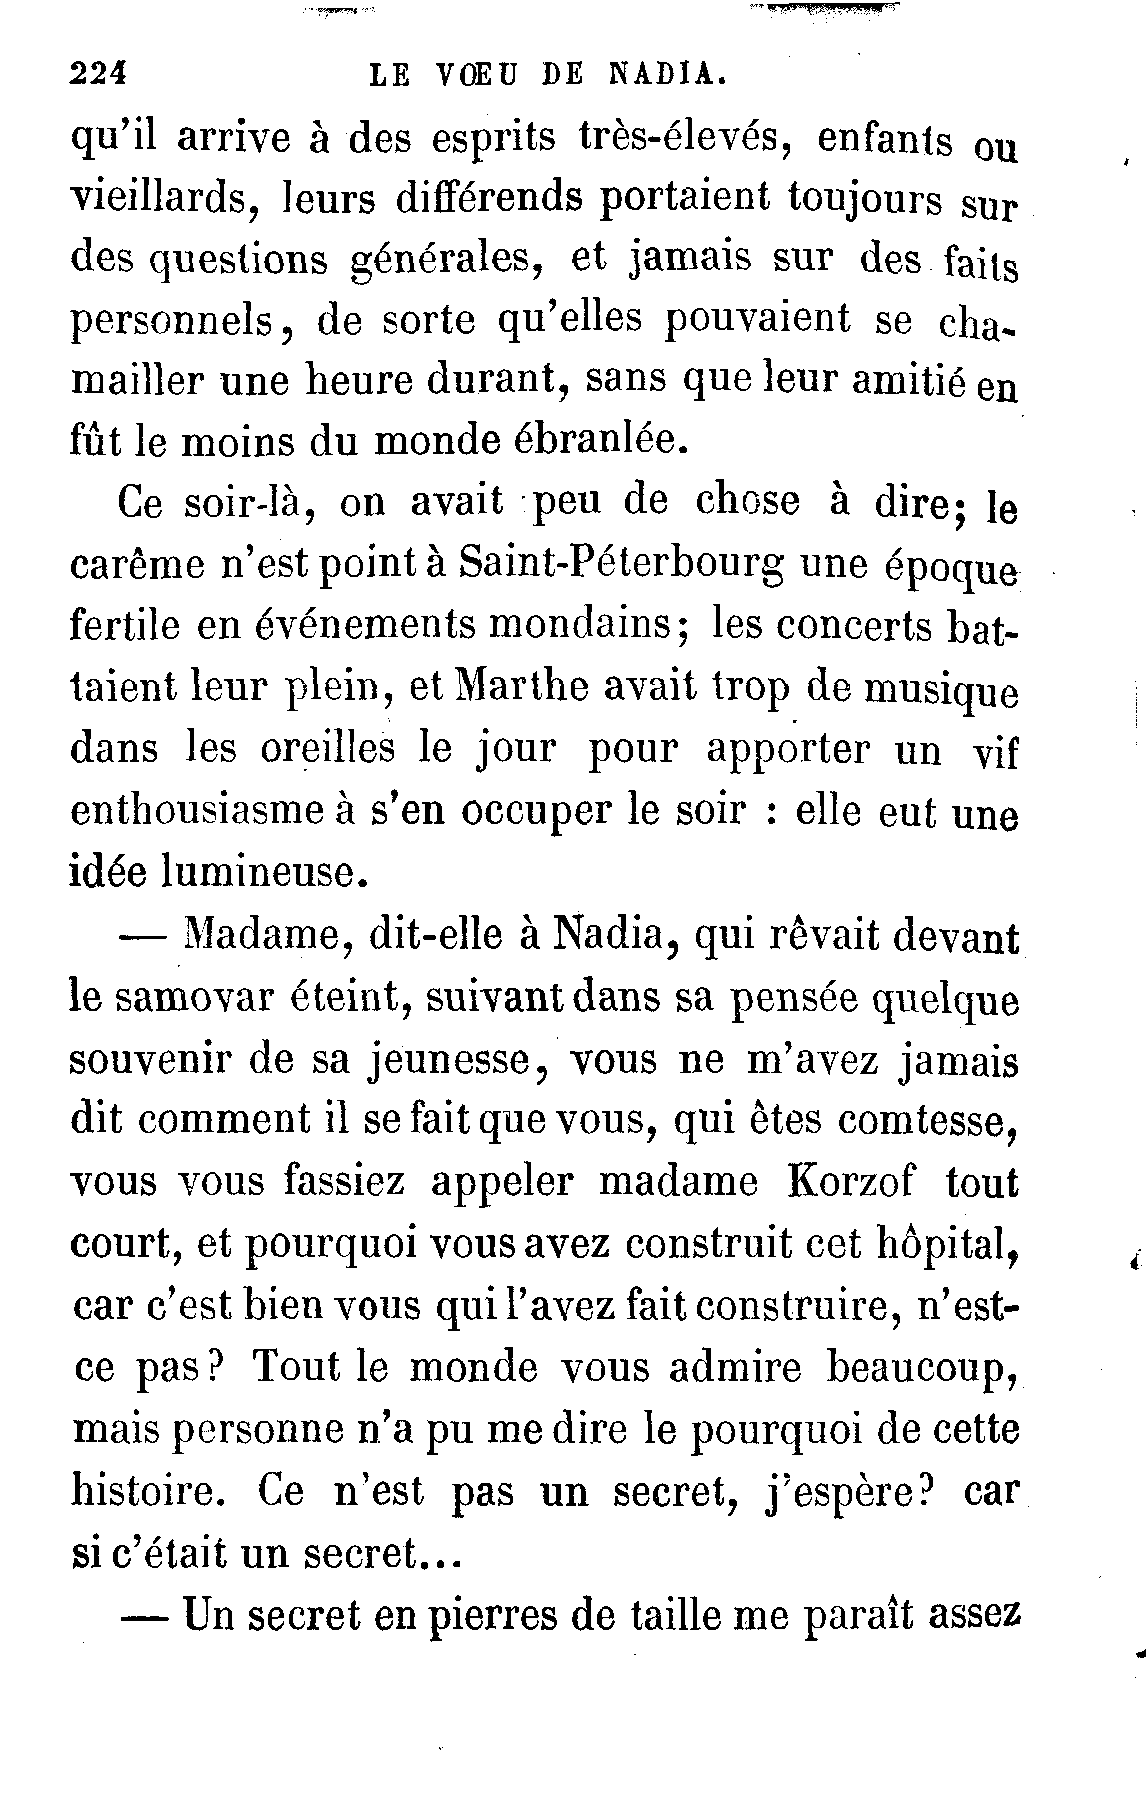 224 LE VŒU DE NADIA.
qu'il arrive à des esprits très-élevés, enfants ou
vieillards, leurs différends portaient toujours sur
des questions générales, et jamais sur des faits
personnels, de sorte qu'elles pouvaient se cha-
mailler une heure durant, sans que leur amitié en
fût le moins du monde ébranlée.
Ce soir-là, on avait peu de chose à dire; le
carême n'est point à Saint-Péterbourg une époque
fertile en événements mondains; les concerts bat-
taient leur plein, et Marthe avait trop de musique
dans les oreilles le jour pour apporter un vif
enthousiasme à s'en occuper le soir : elle eut une
idée lumineuse.
— Madame, dit-elle à Nadia, qui rêvait devant
le samovar éteint, suivant dans sa pensée quelque
souvenir de sa jeunesse, vous ne m'avez jamais
dit comment il se fait que vous, qui êtes comtesse,
vous vous fassiez appeler madame Korzof tout
court, et pourquoi vous avez construit cet hôpital,
car c'est bien vous qui l'avez fait construire, n'est-
ce pas? Tout le monde vous admire beaucoup,
mais personne n'a pu me dire le pourquoi de cette
histoire. Ce n'est pas un secret, j'espère? car
si c'était un secret...
— Un secret en pierres de taille me paraît assez